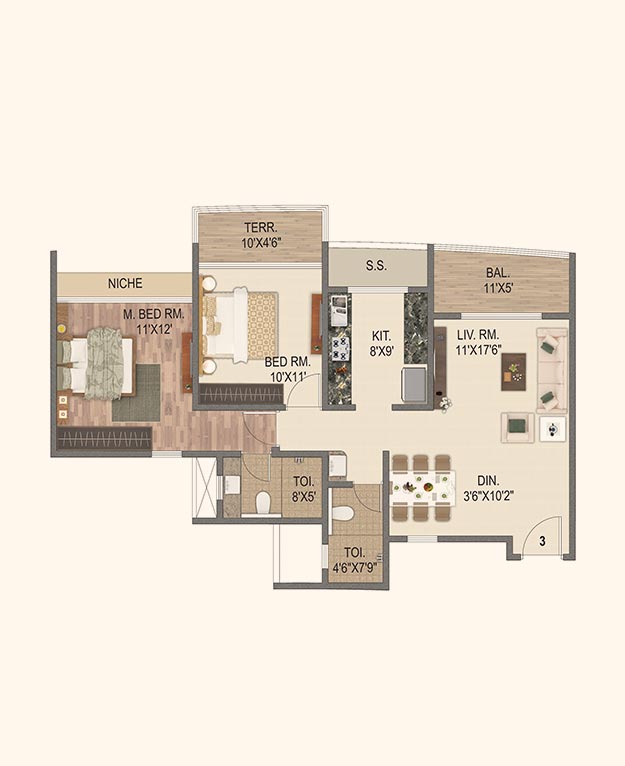 TERR.
10'X4'6"
S.S.
BAL.
11'X5'
NICHE
M. BED RM.
11'X12'
BED RM.
10'X11'
KIT.
8'X9'
LIV. RM.
11'X17'6"
TOI.
8'X5'
DIN.
3'6"X10'2"
TOI.
4'6"X7'9"
3